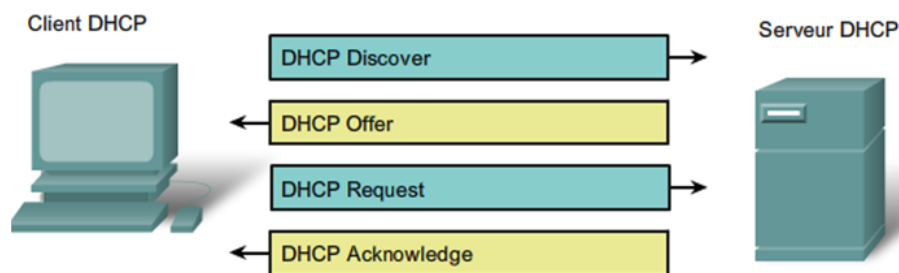 Client DHCP
Serveur DHCP
DHCP Discover
DHCP Offer
DHCP Request
DHCP Acknowledge